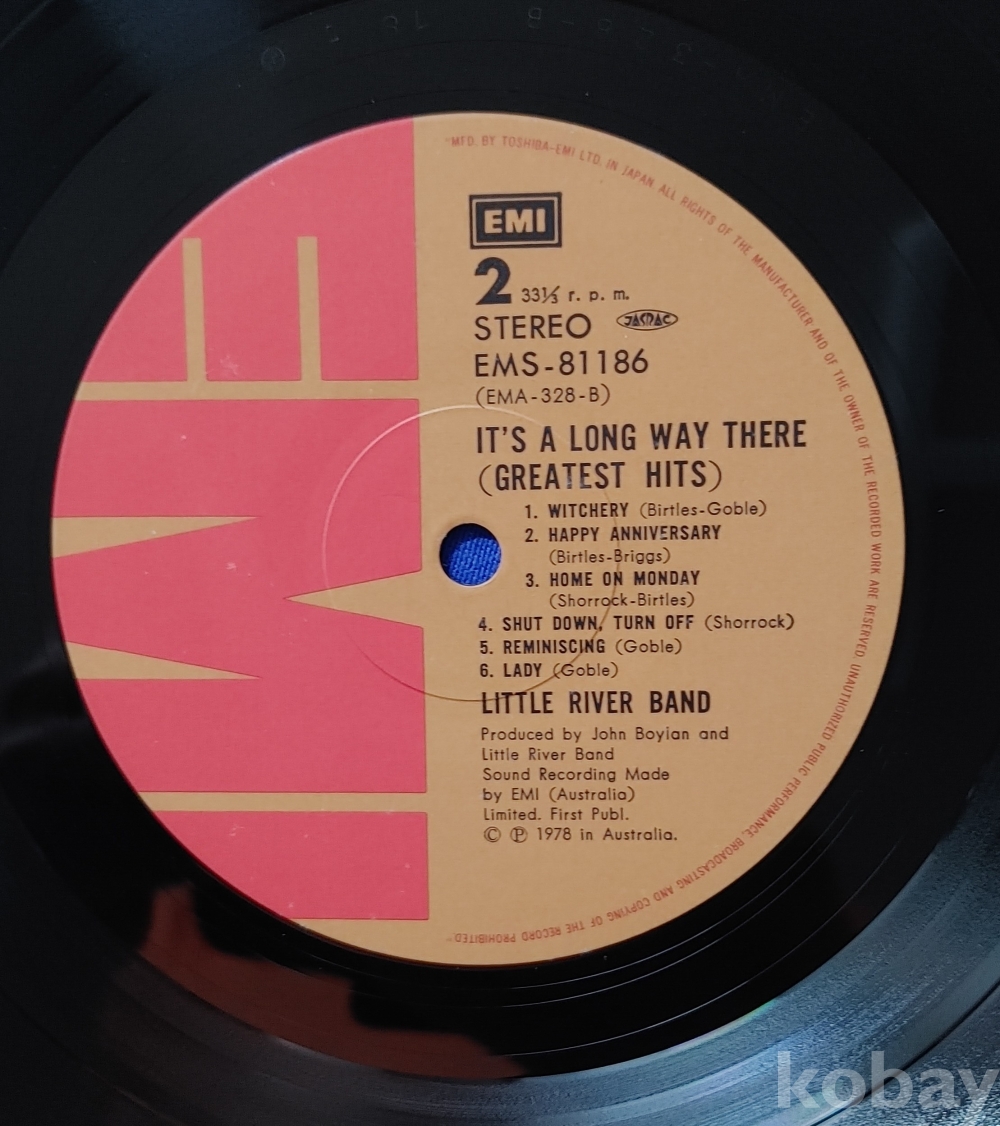 "MFD. BY TOSHIBA-EMI LTD. IN JAPAN. ALL RIGHTS OF THE MANUFACTURER AND OF THE OWNER OF THE RECORDED WORK ARE RESERVED. UNAUTHORIZED PUBLIC PERFORMANCE, BROADCASTING AND COPYING OF THE RECORD PROHIBITED."
EMI
EMI
2 33⅓ r. p. m.
STEREO JASRAC
EMS-81186
(EMA-328-B)
IT'S A LONG WAY THERE
(GREATEST HITS)
1. WITCHERY (Birtles-Goble)
2. HAPPY ANNIVERSARY
(Birtles-Briggs)
3. HOME ON MONDAY
(Shorrock-Birtles)
4. SHUT DOWN, TURN OFF (Shorrock)
5. REMINISCING (Goble)
6. LADY (Goble)
LITTLE RIVER BAND
Produced by John Boyian and
Little River Band
Sound Recording Made
by EMI (Australia)
Limited. First Publ.
© ℗ 1978 in Australia.
kobay